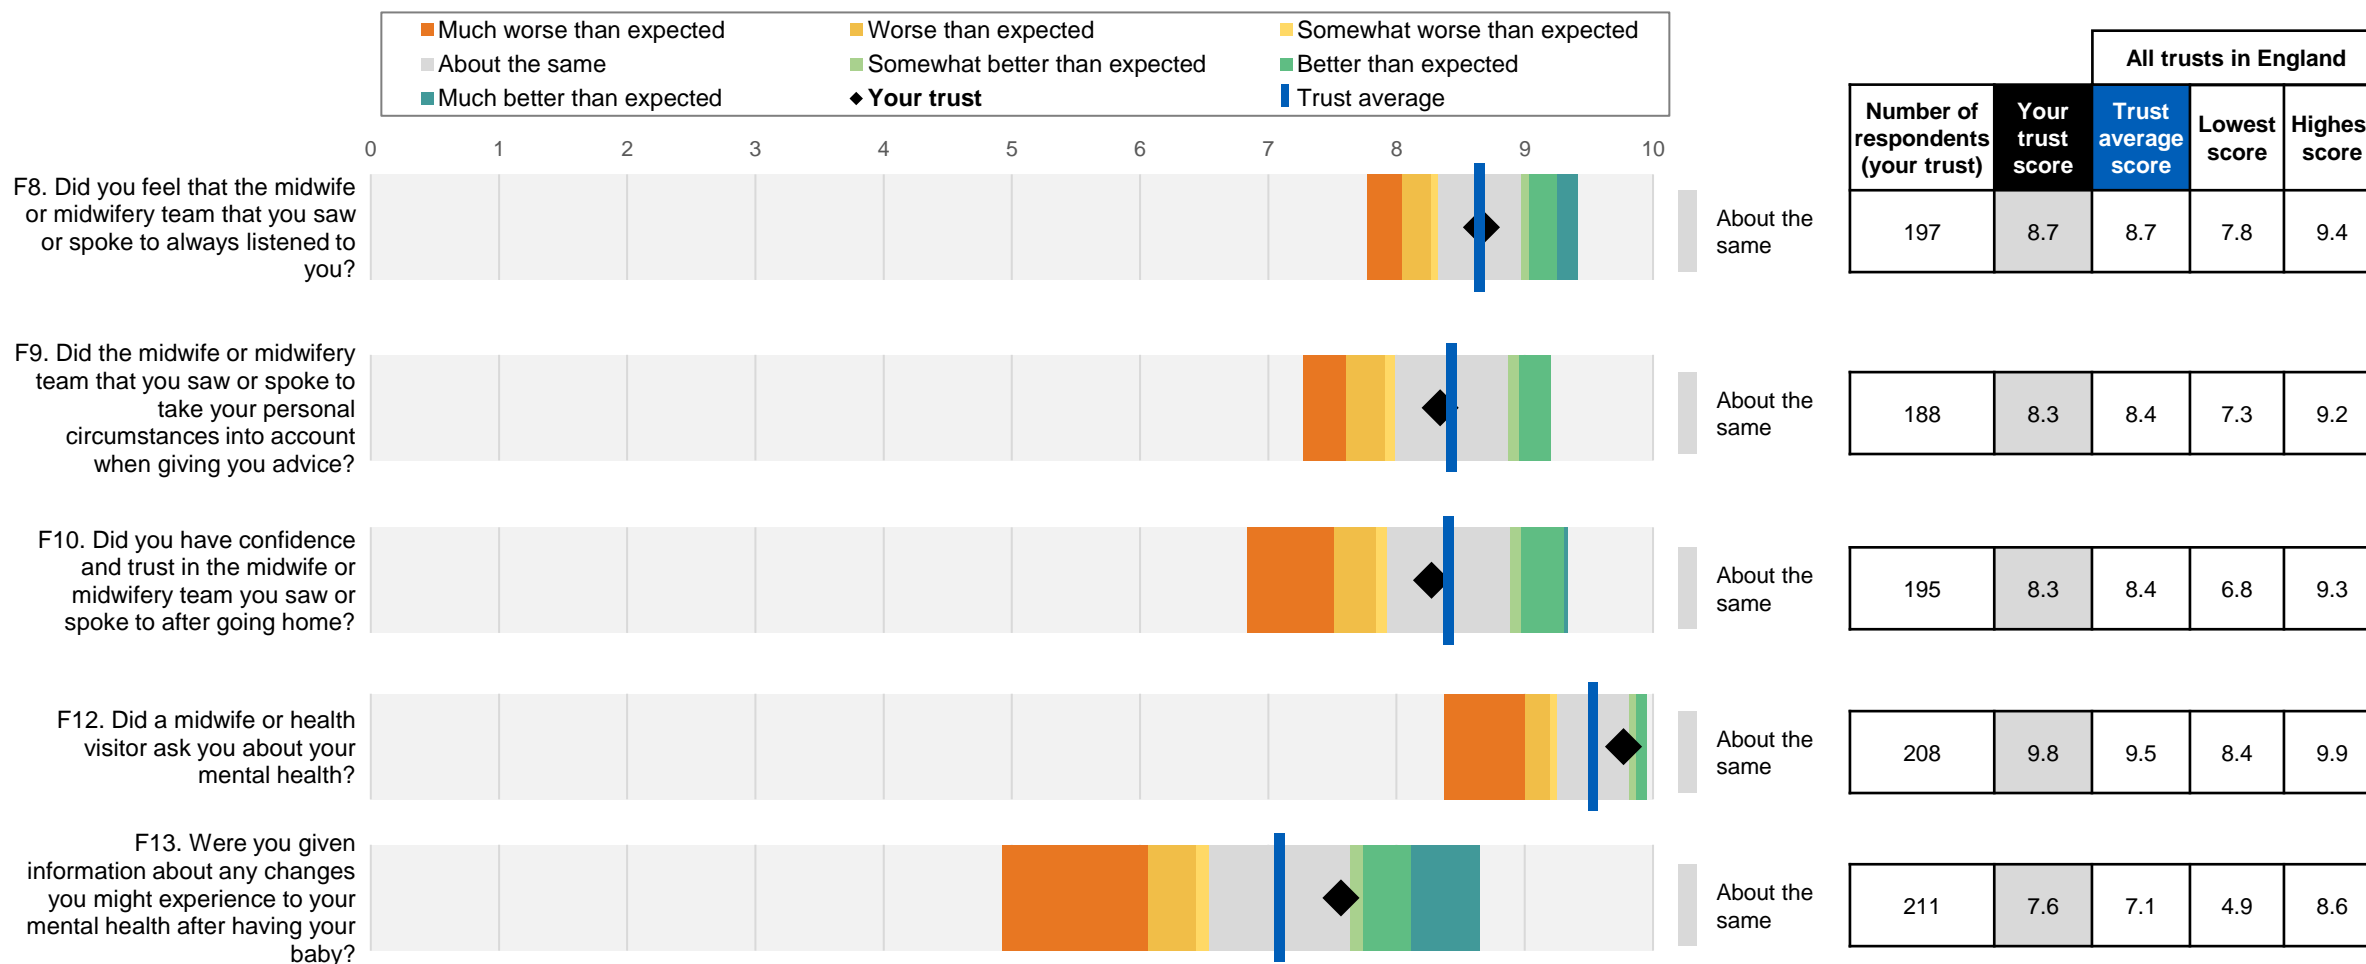 Much worse than expected
Worse than expected
Somewhat worse than expected
About the same
Somewhat better than expected
Better than expected
Much better than expected
Your trust
Trust average
All trusts in England
Number of respondents (your trust)
Your trust score
Trust average score
Lowest score
Highes score
0 1 2 3 4 5 6 7 8 9 10
F8. Did you feel that the midwife
or midwifery team that you saw
or spoke to always listened to
you?
About the
same
197 8.7 8.7 7.8 9.4
F9. Did the midwife or midwifery
team that you saw or spoke to
take your personal
circumstances into account
when giving you advice?
About the
same
188 8.3 8.4 7.3 9.2
F10. Did you have confidence
and trust in the midwife or
midwifery team you saw or
spoke to after going home?
About the
same
195 8.3 8.4 6.8 9.3
F12. Did a midwife or health
visitor ask you about your
mental health?
About the
same
208 9.8 9.5 8.4 9.9
F13. Were you given
information about any changes
you might experience to your
mental health after having your
baby?
About the
same
211 7.6 7.1 4.9 8.6